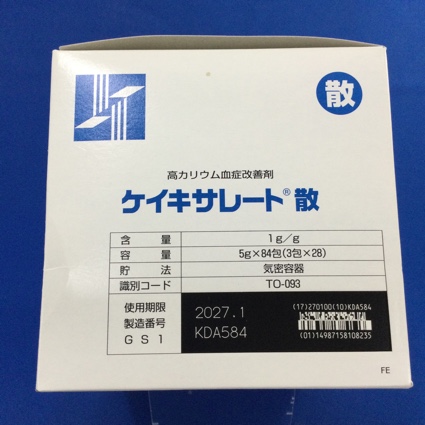 散
高カリウム血症改善剤
ケイキサレート®散
含量 1g/g
容量 5g×84包(3包×28)
貯法 気密容器
識別コード TO-093
使用期限 2027.1
製造番号 KDA584
GS1
(17)270100(10)KDA584
(01)14987158108235
FE